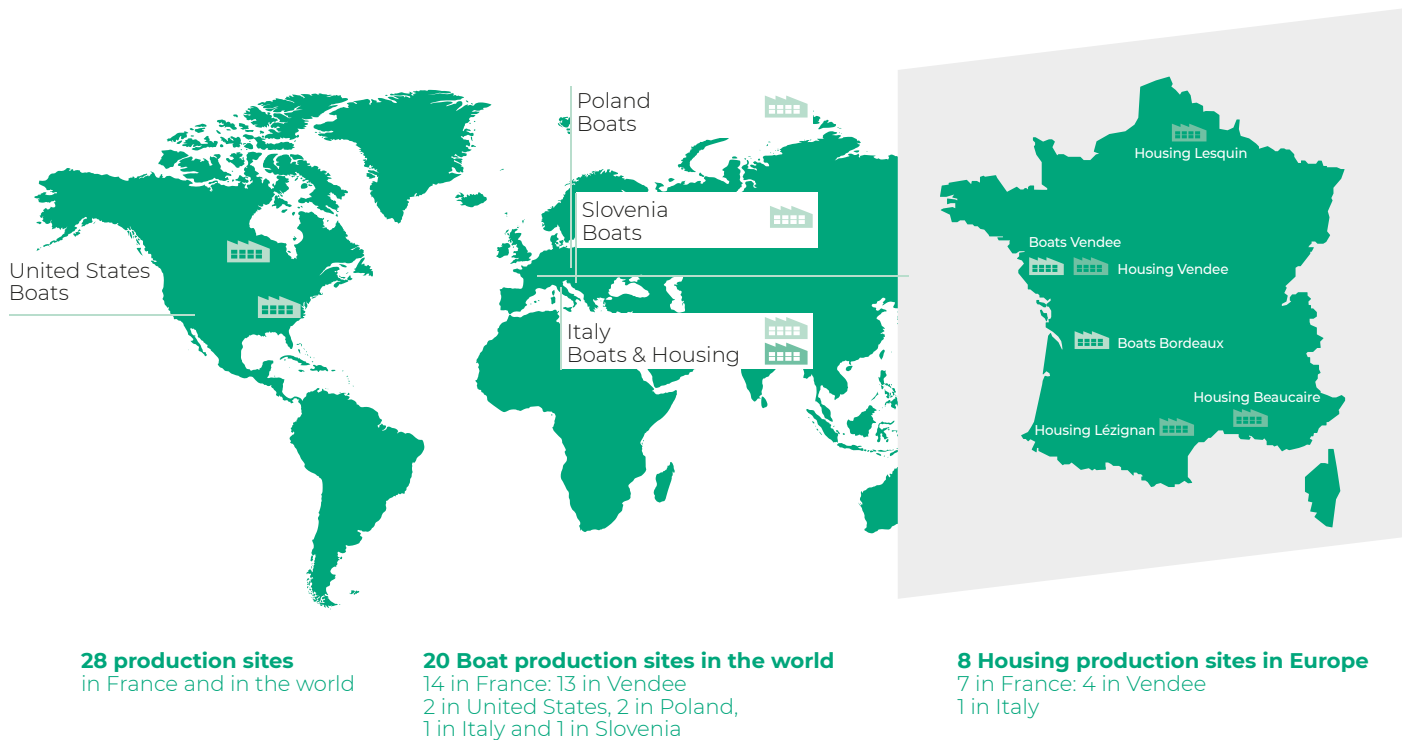 Poland
Boats
Slovenia
Boats
United States
Boats
Italy
Boats & Housing
Housing Lesquin
Boats Vendee
Housing Vendee
Boats Bordeaux
Housing Beaucaire
Housing Lézignan
28 production sites
in France and in the world
20 Boat production sites in the world
14 in France: 13 in Vendee
2 in United States, 2 in Poland,
1 in Italy and 1 in Slovenia
8 Housing production sites in Europe
7 in France: 4 in Vendee
1 in Italy